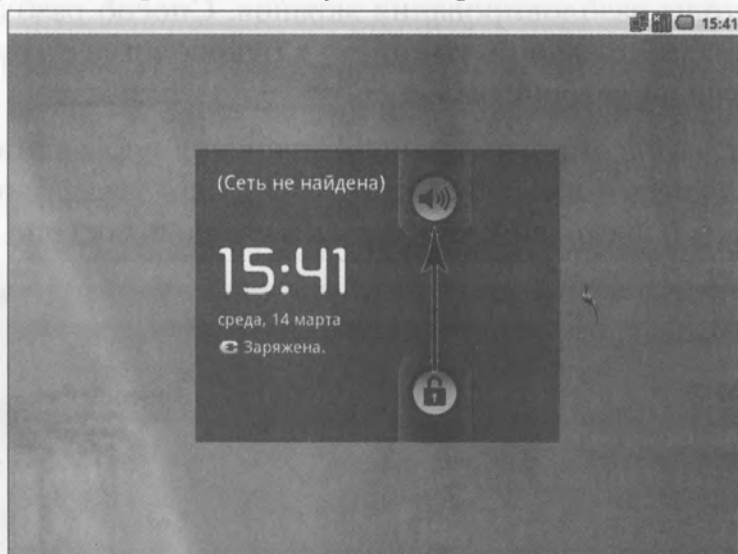 15:41
(Сеть не найдена)
15:41
среда, 14 марта
Заряжена.